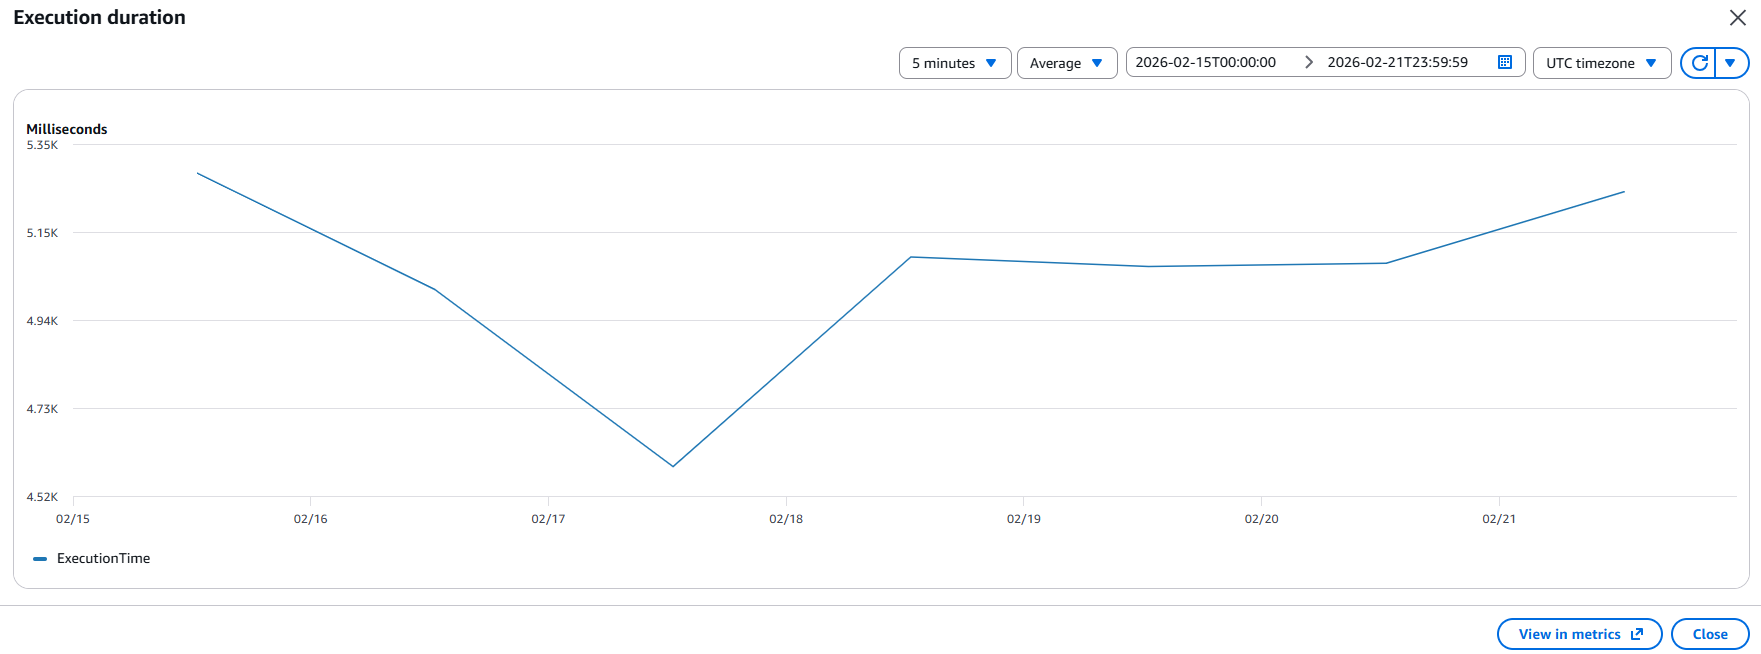 Execution duration
5 minutes Average 2026-02-15T00:00:00 2026-02-21T23:59:59 UTC timezone
Milliseconds
5.35K
5.15K
4.94K
4.73K
4.52K
02/15 02/16 02/17 02/18 02/19 02/20 02/21
ExecutionTime
View in metrics Close